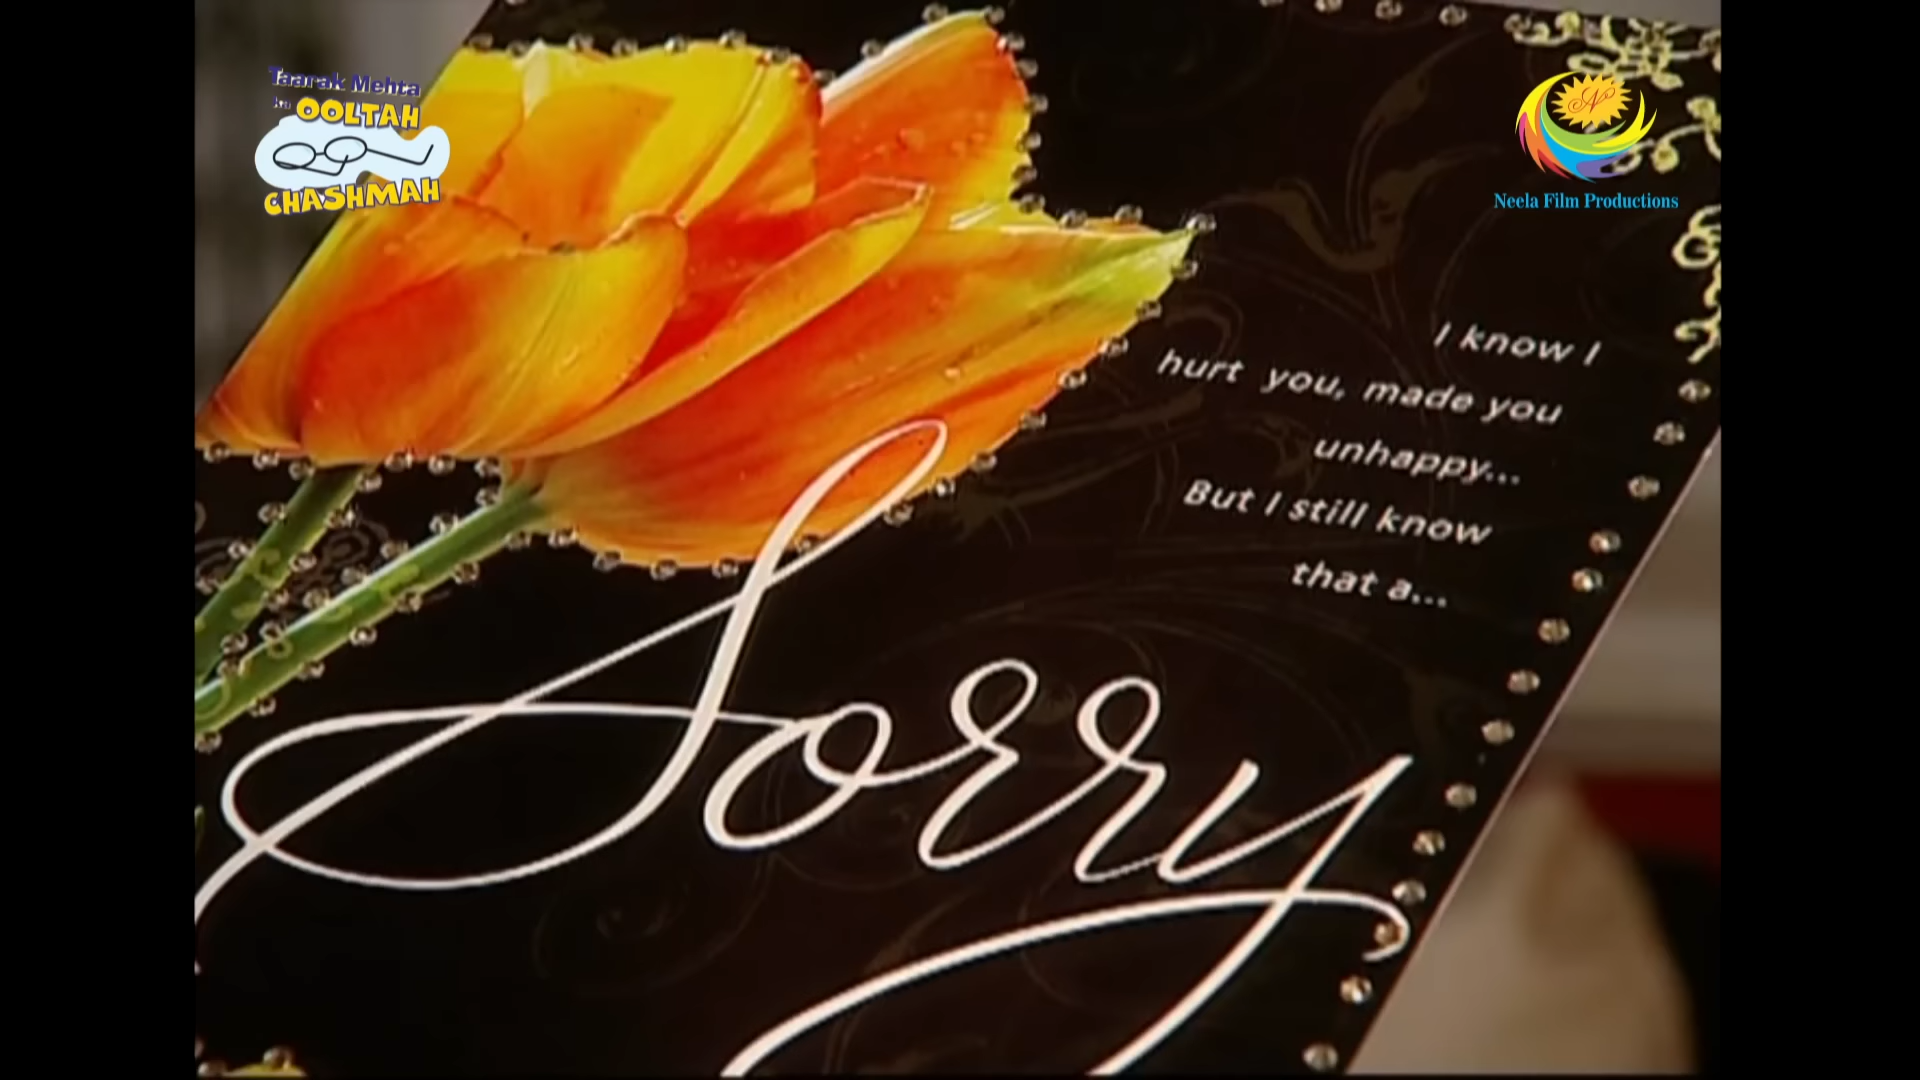 Taarak Mehta
ka OOLTAH
CHASHMAH
Neela Film Productions
I know I
hurt you, made you
unhappy...
But I still know
that a...
Sorry